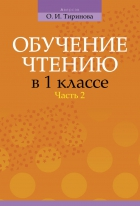 О. И. Тиринова
ОБУЧЕНИЕ
ЧТЕНИЮ
в 1 классе
Часть 2